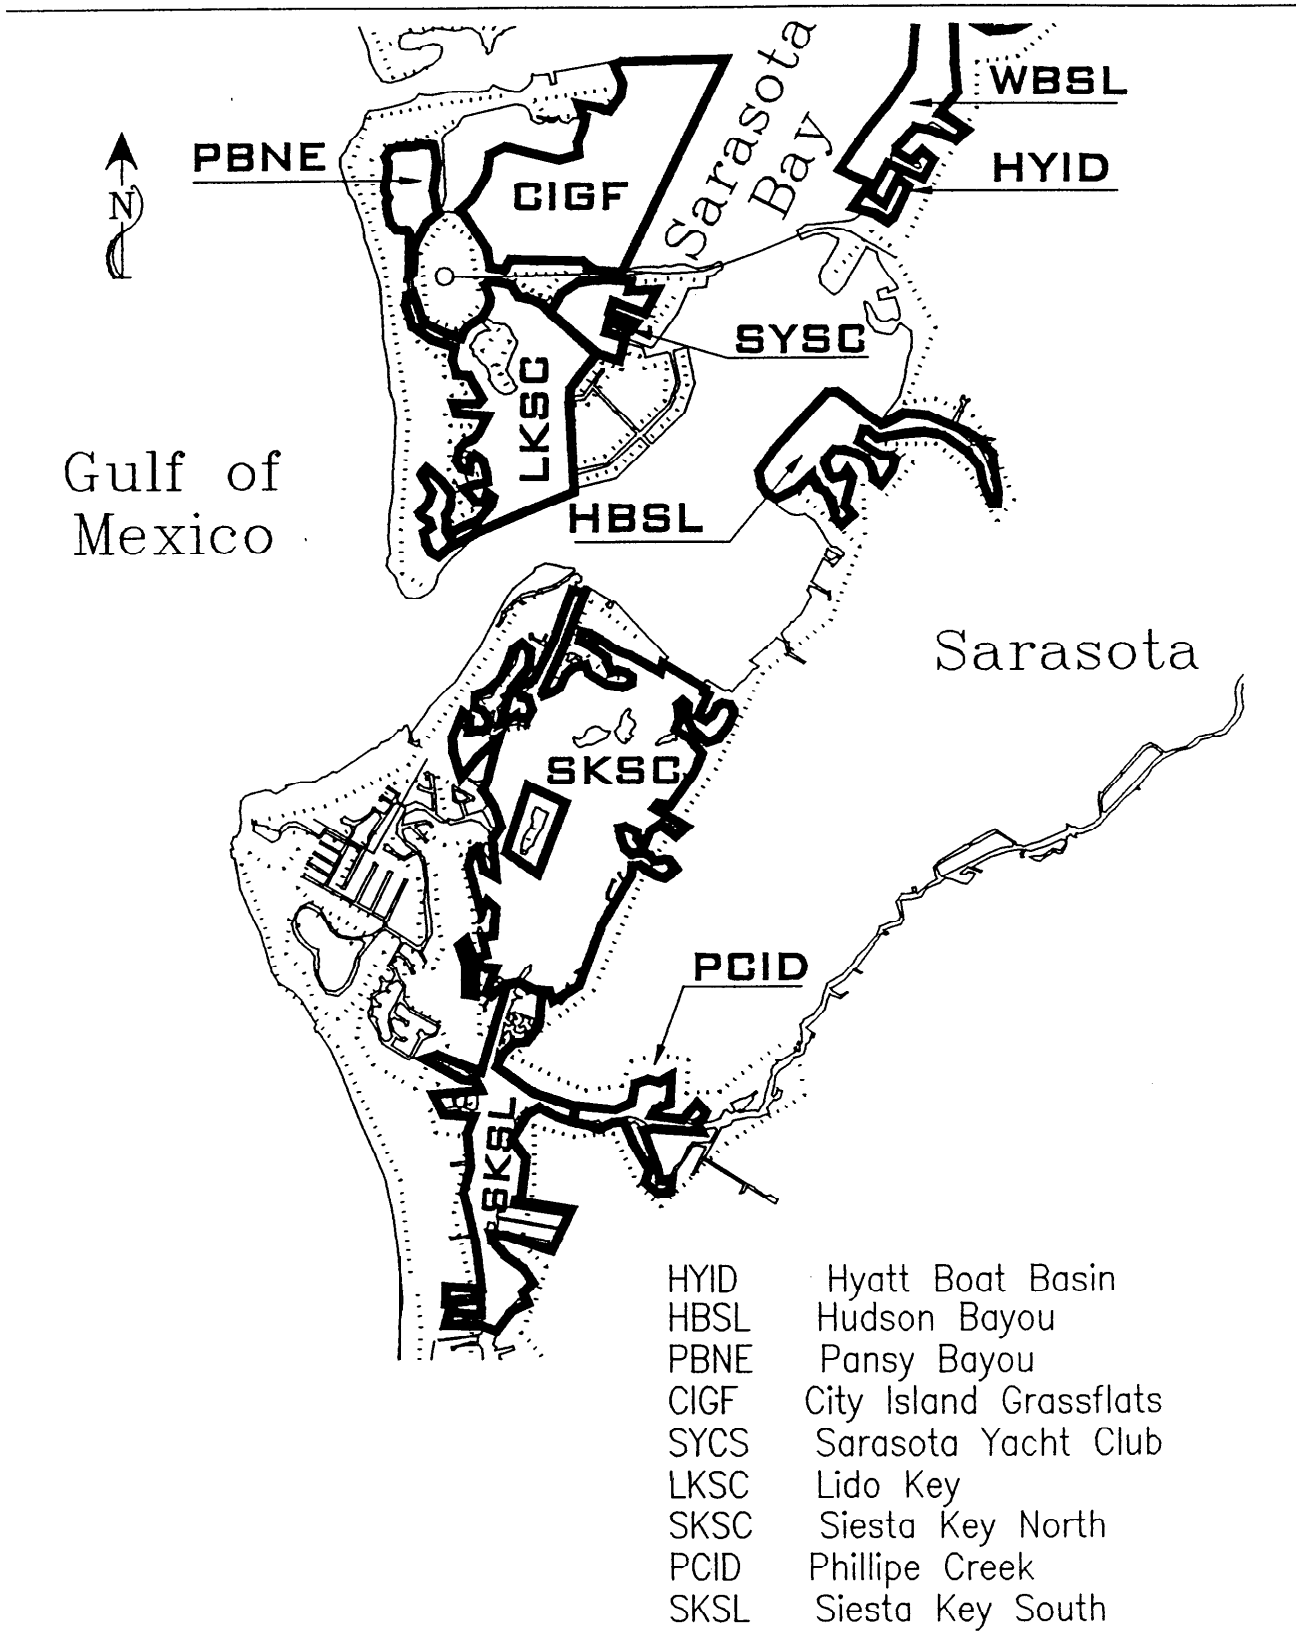 Sarasota
Bay
WBSL
PBNE
HYID
CIGF
N
SYSC
LKSC
Gulf of
Mexico
HBSL
Sarasota
SKSC
PCID
SKSL
HYID Hyatt Boat Basin
HBSL Hudson Bayou
PBNE Pansy Bayou
CIGF City Island Grassflats
SYCS Sarasota Yacht Club
LKSC Lido Key
SKSC Siesta Key North
PCID Phillipe Creek
SKSL Siesta Key South